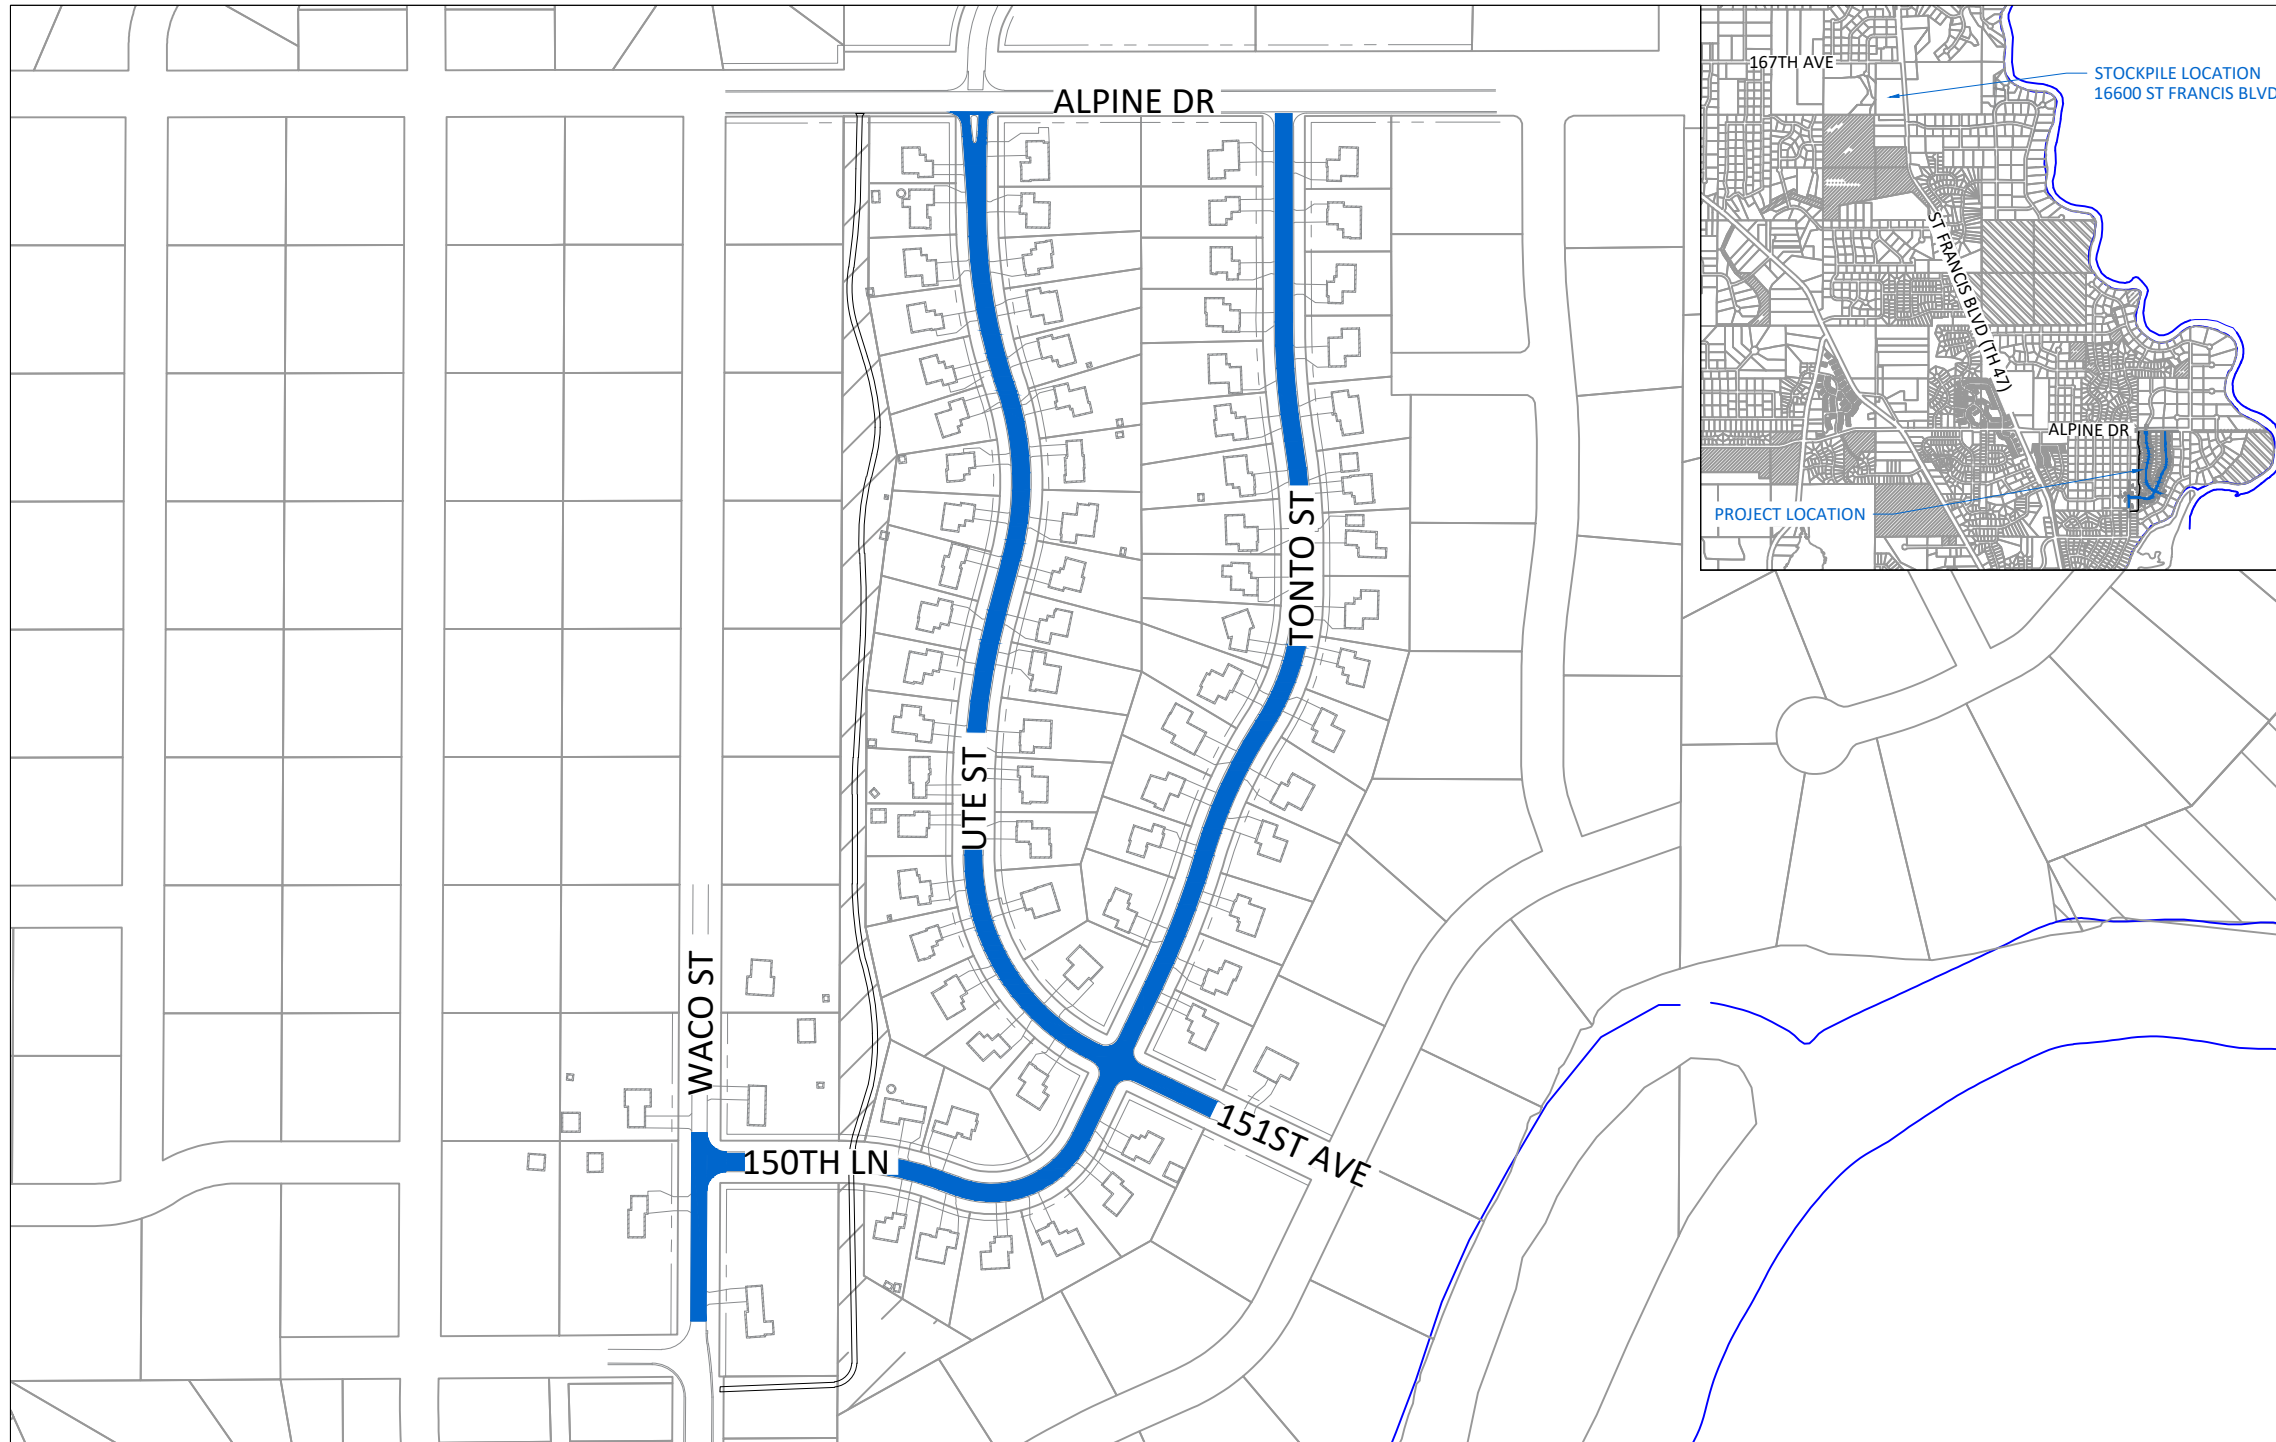 ALPINE DR
167TH AVE
STOCKPILE LOCATION
16600 ST FRANCIS BLVD
ST FRANCIS BLVD (TH 47)
ALPINE DR
PROJECT LOCATION
TONTO ST
UTE ST
WACO ST
150TH LN
151ST AVE